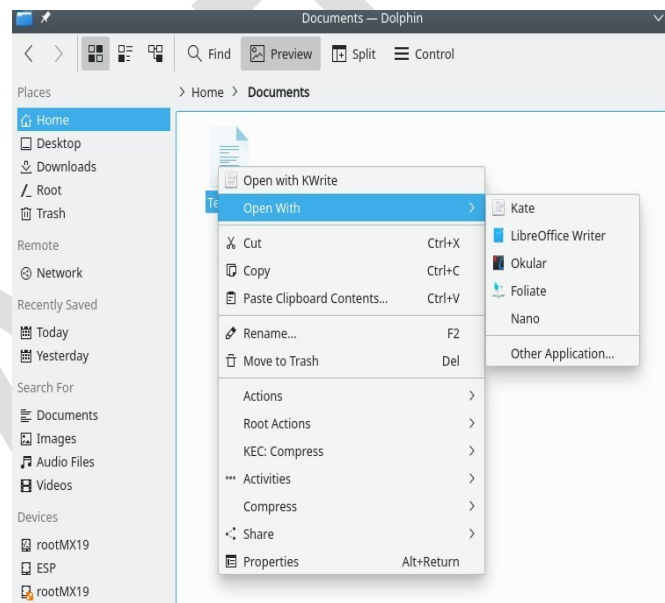 Documents — Dolphin
Find Preview Split Control
Places
Home
Desktop
Downloads
Root
Trash
Remote
Network
Recently Saved
Today
Yesterday
Search For
Documents
Images
Audio Files
Videos
Devices
rootMX19
ESP
rootMX19
> Home > Documents
Te
Open with KWrite
Open With
Cut Ctrl+X
Copy Ctrl+C
Paste Clipboard Contents... Ctrl+V
Rename... F2
Move to Trash Del
Actions
Root Actions
KEC: Compress
Activities
Compress
Share
Properties Alt+Return
Kate
LibreOffice Writer
Okular
Foliate
Nano
Other Application...